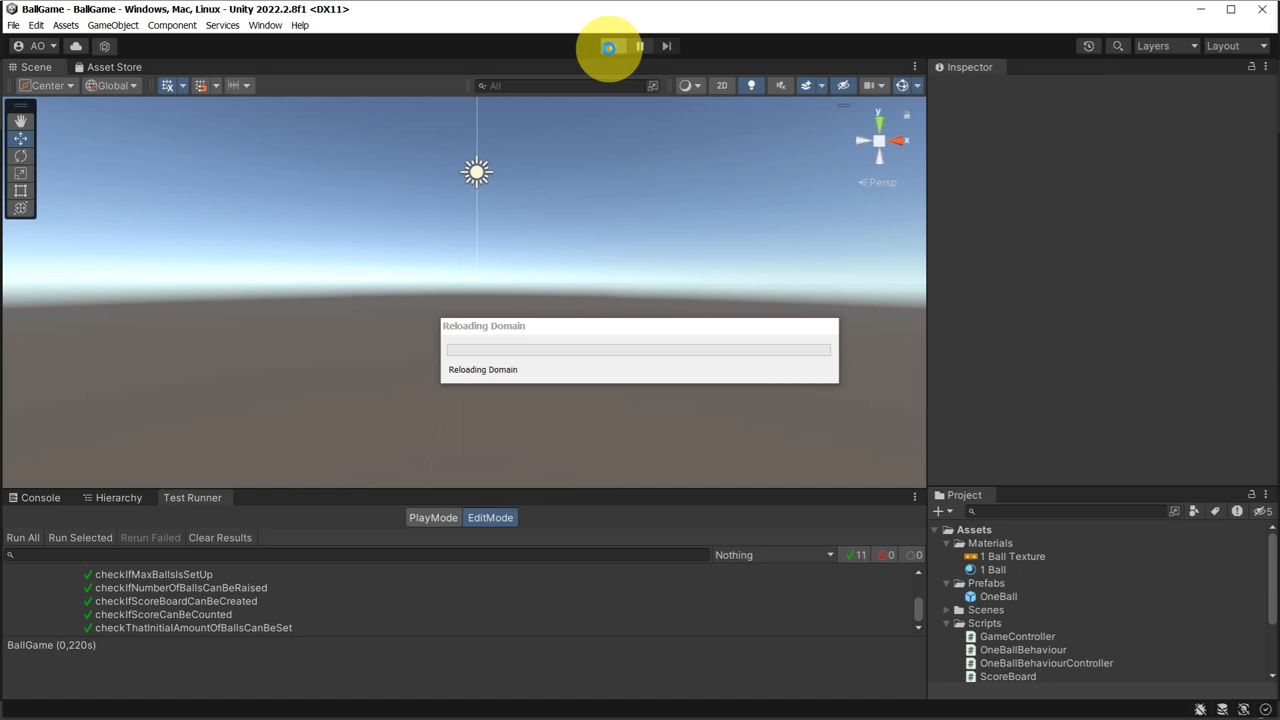 BallGame - BallGame - Windows, Mac, Linux - Unity 2022.2.8f1 <DX11>
File Edit Assets GameObject Component Services Window Help
AO Layers Layout
Scene Asset Store Inspector
Center Global All 2D
y
x
Persp
Reloading Domain
Reloading Domain
Console Hierarchy Test Runner Project
PlayMode EditMode 5
Run All Run Selected Rerun Failed Clear Results
Nothing 11 0 0
checkIfMaxBallsIsSetUp
checkIfNumberOfBallsCanBeRaised
checkIfScoreBoardCanBeCreated
checkIfScoreCanBeCounted
checkThatInitialAmountOfBallsCanBeSet
BallGame (0,220s)
Assets
Materials
1 Ball Texture
1 Ball
Prefabs
OneBall
Scenes
Scripts
GameController
OneBallBehaviour
OneBallBehaviourController
ScoreBoard